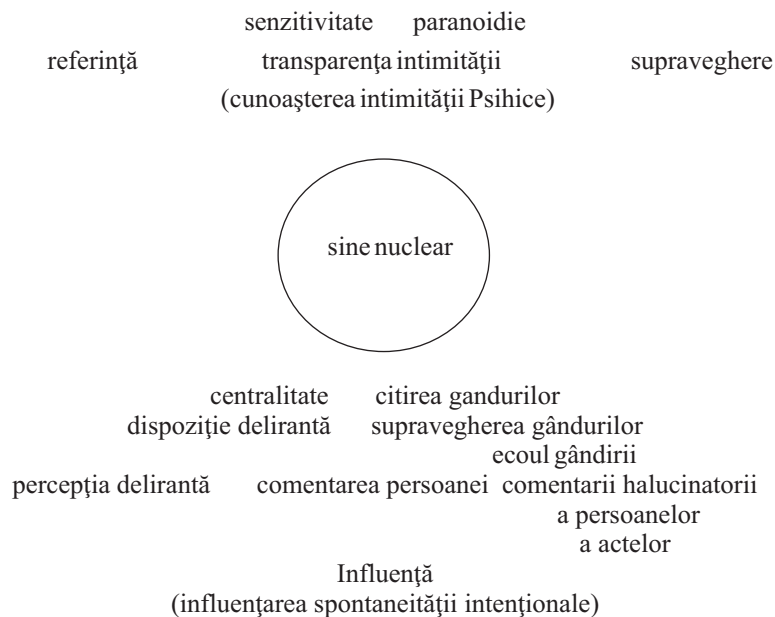 senzitivitate paranoidie
referinţă transparenţa intimităţii supraveghere
(cunoaşterea intimităţii Psihice)
sine nuclear
centralitate citirea gandurilor
dispoziţie delirantă supravegherea gândurilor
ecoul gândirii
percepţia delirantă comentarea persoanei comentarii halucinatorii
a persoanelor
a actelor
Influenţă
(influenţarea spontaneităţii intenţionale)